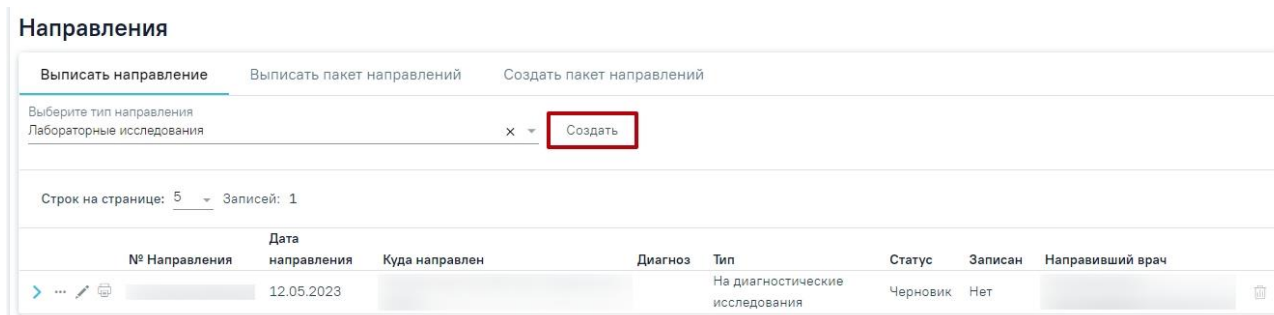 Направления
Выписать направление Выписать пакет направлений Создать пакет направлений
Выберите тип направления
Лабораторные исследования Создать
Строк на странице: 5 Записей: 1
№ Направления Дата направления Куда направлен Диагноз Тип Статус Записан Направивший врач
12.05.2023 На диагностические исследования Черновик Нет